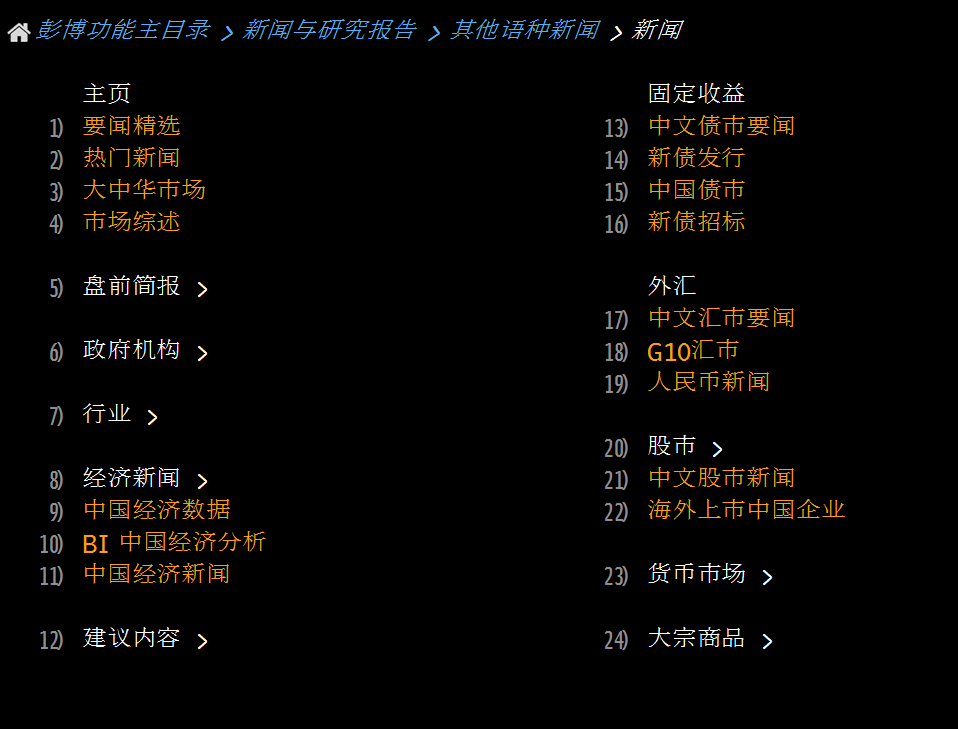 彭博功能主目录 > 新闻与研究报告 > 其他语种新闻 > 新闻
主页
1) 要闻精选
2) 热门新闻
3) 大中华市场
4) 市场综述
5) 盘前简报 >
6) 政府机构 >
7) 行业 >
8) 经济新闻 >
9) 中国经济数据
10) BI 中国经济分析
11) 中国经济新闻
12) 建议内容 >
固定收益
13) 中文债市要闻
14) 新债发行
15) 中国债市
16) 新债招标
外汇
17) 中文汇市要闻
18) G10汇市
19) 人民币新闻
20) 股市 >
21) 中文股市新闻
22) 海外上市中国企业
23) 货币市场 >
24) 大宗商品 >